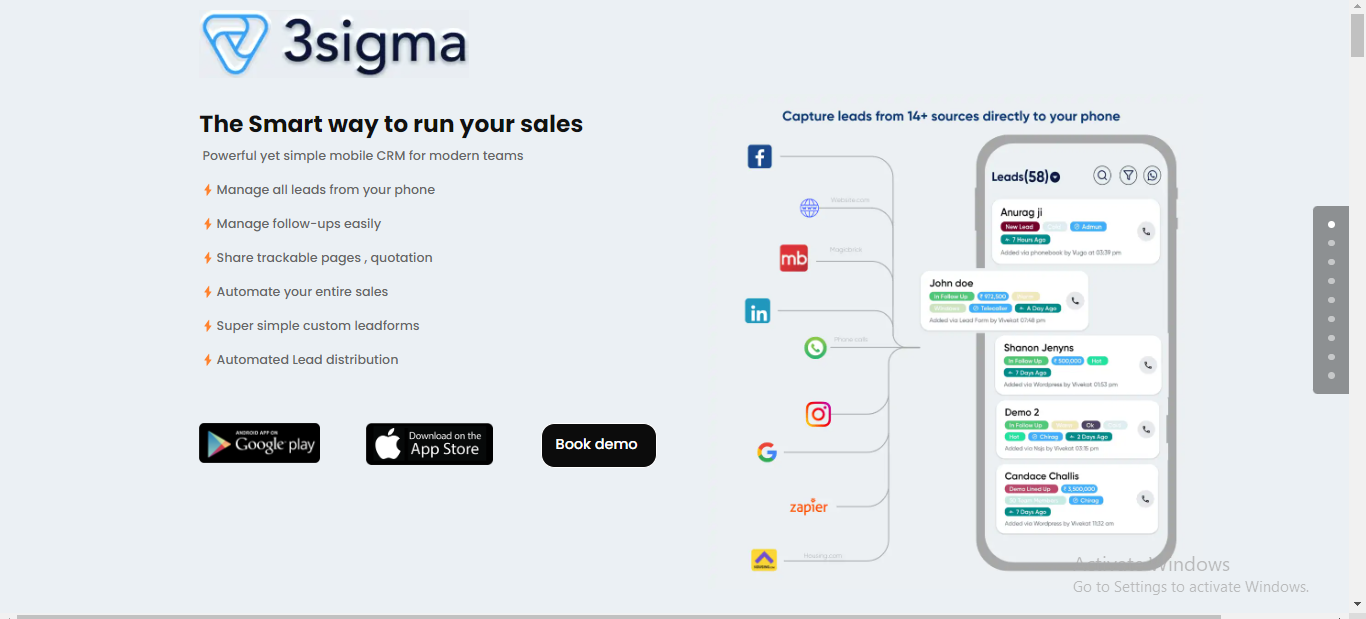 3sigma
The Smart way to run your sales
Powerful yet simple mobile CRM for modern teams
Manage all leads from your phone
Manage follow-ups easily
Share trackable pages , quotation
Automate your entire sales
Super simple custom leadforms
Automated Lead distribution
ANDROID APP ON
Google play
Download on the
App Store
Book demo
Capture leads from 14+ sources directly to your phone
Website.com
mb
Magicbrick
in
Phone calls
zapier
Housing.com
Leads(58)
Anurag ji
New Lead Admin
7 Hours Ago
Added via phonebook by Yuga at 03:39 pm
John doe
In Follow Up ₹ 972,500
Telecaller A Day Ago
Added via Lead Form by Vivekat 07:48 pm
Shanon Jenyns
In Follow Up ₹ 500,000 Hot
7 Days Ago
Added via Wordpress by Vivekat 01:53 pm
Demo 2
In Follow Up Ok
Hot Chirag 2 Days Ago
Added via Nap by Vivekat 03:15 pm
Candace Challis
Demo Lined Up ₹ 3,500,000
Chirag
7 Days Ago
Added via Wordpress by Vivekat 11:32 am
Activate Windows
Go to Settings to activate Windows.